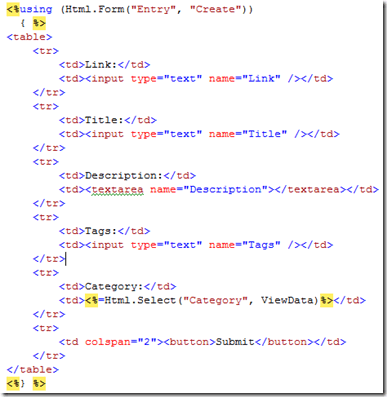 <%using (Html.Form("Entry", "Create"))
  { %>
<table>
    <tr>
        <td>Link:</td>
        <td><input type="text" name="Link" /></td>
    </tr>
    <tr>
        <td>Title:</td>
        <td><input type="text" name="Title" /></td>
    </tr>
    <tr>
        <td>Description:</td>
        <td><textarea name="Description"></textarea></td>
    </tr>
    <tr>
        <td>Tags:</td>
        <td><input type="text" name="Tags" /></td>
    </tr>
    <tr>
        <td>Category:</td>
        <td><%=Html.Select("Category", ViewData)%></td>
    </tr>
    <tr>
        <td colspan="2"><button>Submit</button></td>
    </tr>
</table>
<%} %>